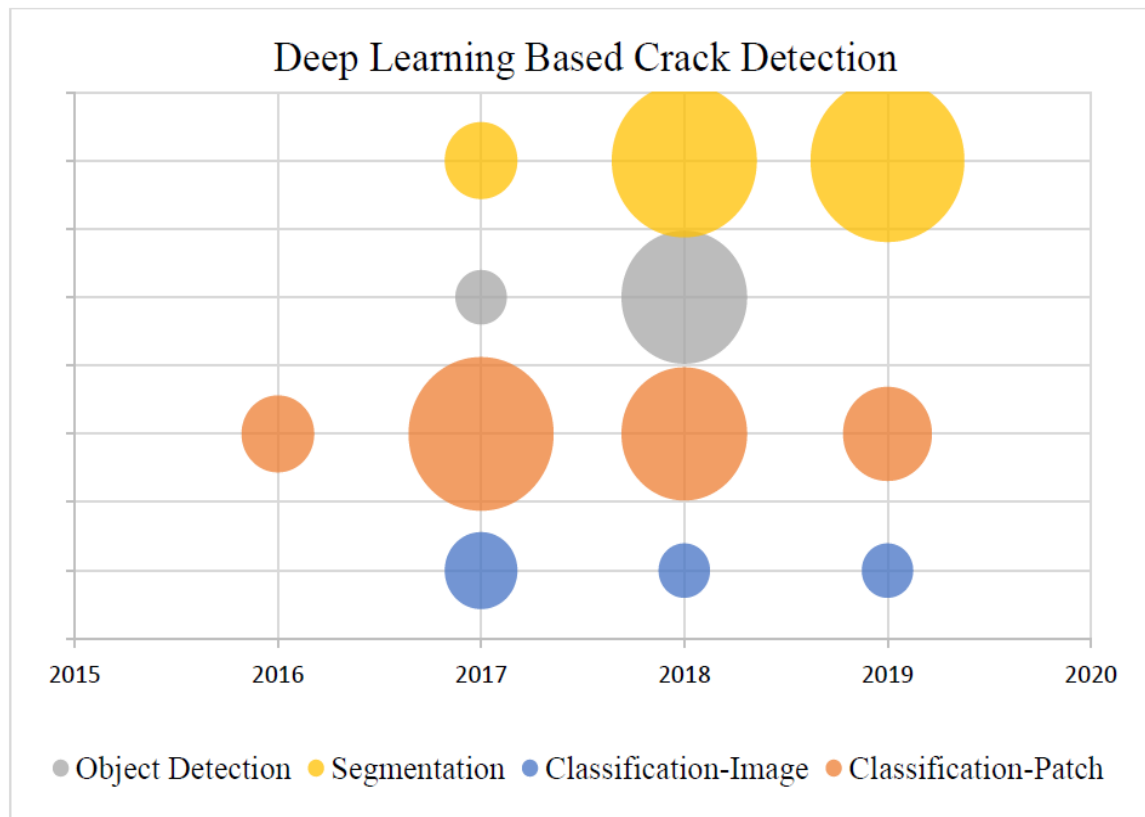 Deep Learning Based Crack Detection
2015 2016 2017 2018 2019 2020
Object Detection Segmentation Classification-Image Classification-Patch